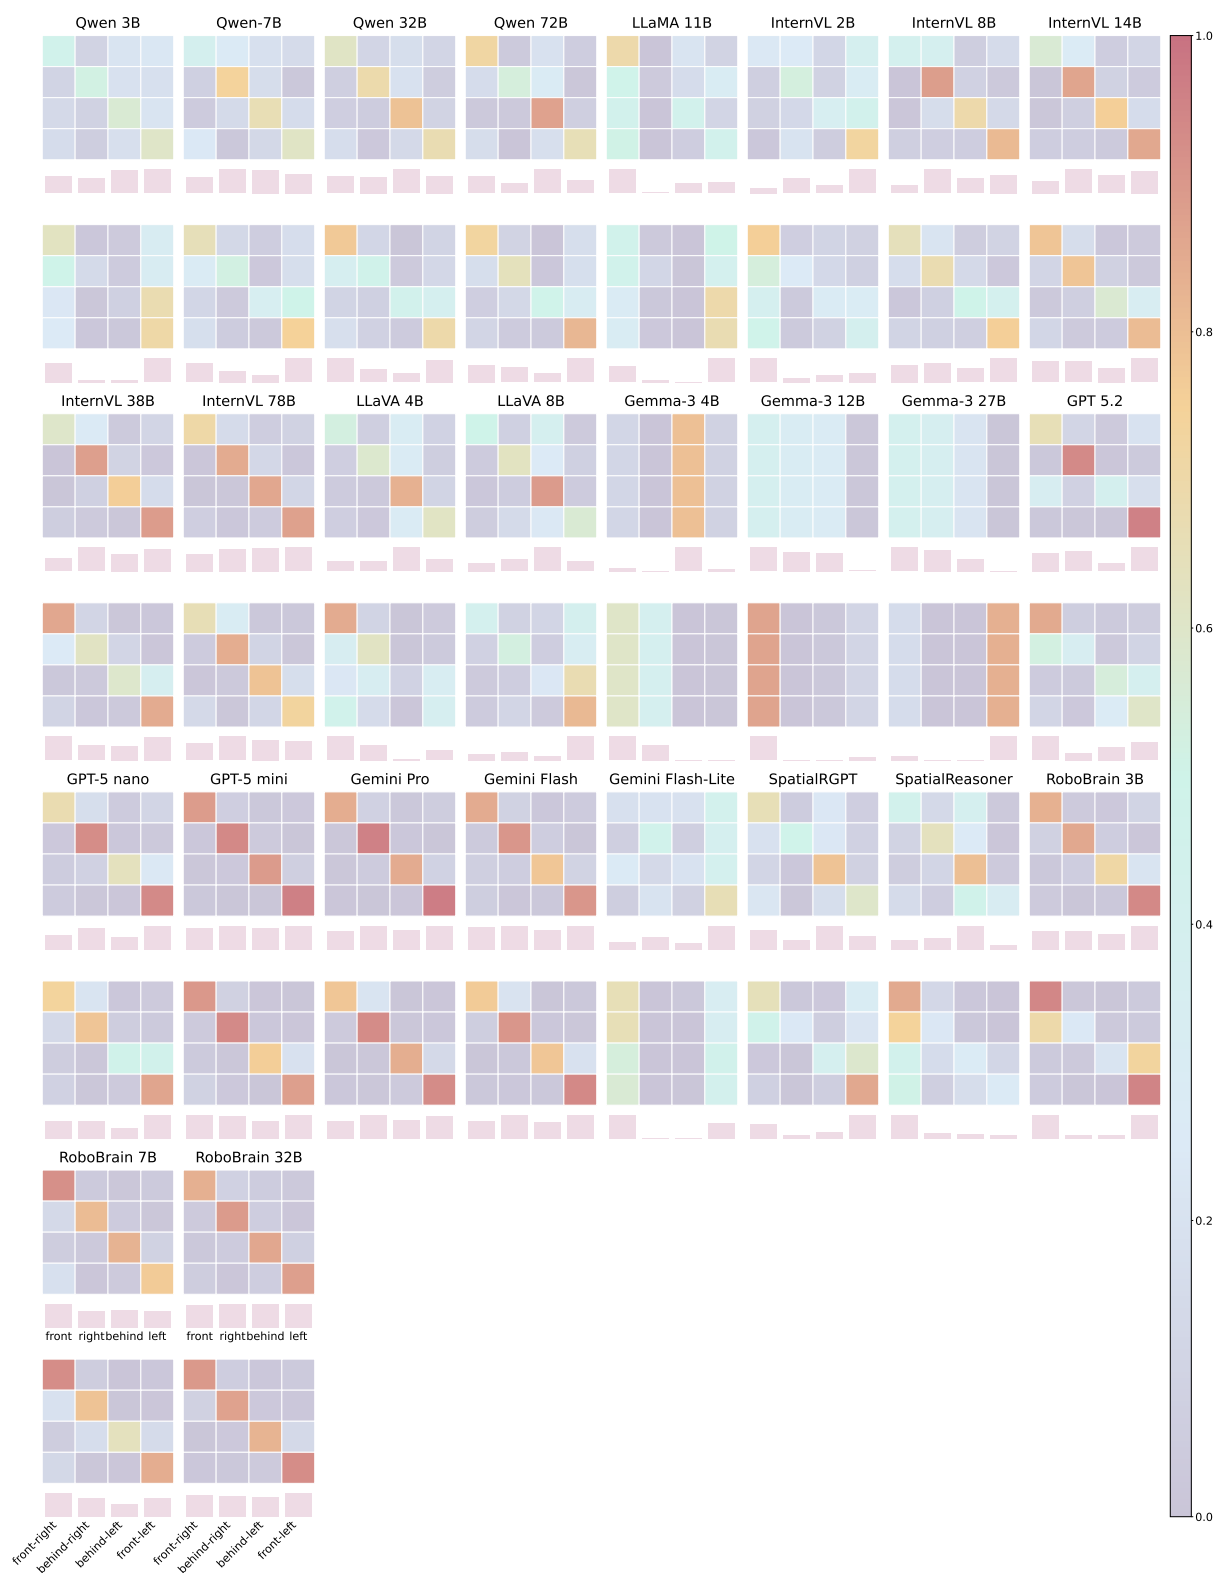 Qwen 3B Qwen-7B Qwen 32B Qwen 72B LLaMA 11B InternVL 2B InternVL 8B InternVL 14B
1.0
0.8
InternVL 38B InternVL 78B LLaVA 4B LLaVA 8B Gemma-3 4B Gemma-3 12B Gemma-3 27B GPT 5.2
0.6
GPT-5 nano GPT-5 mini Gemini Pro Gemini Flash Gemini Flash-Lite SpatialRGPT SpatialReasoner RoboBrain 3B
0.4
RoboBrain 7B RoboBrain 32B
0.2
front right behind left front right behind left
0.0
front-right behind-right behind-left front-left front-right behind-right behind-left front-left